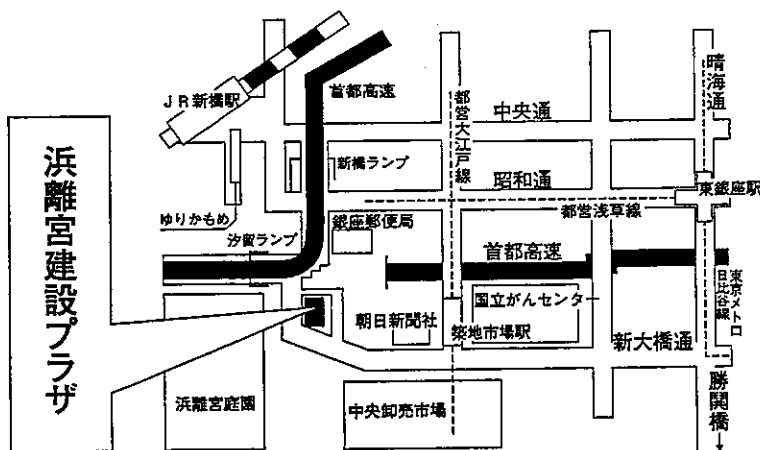 JR新橋駅
首都高速
都営大江戸線
中央通
晴海通
浜離宮建設プラザ
新橋ランプ
昭和通
東銀座駅
ゆりかもめ
都営浅草線
汐留ランプ
銀座郵便局
首都高速
東京メトロ
日比谷線
国立がんセンター
朝日新聞社
築地市場駅
新大橋通
浜離宮庭園
中央卸売市場
勝開橋